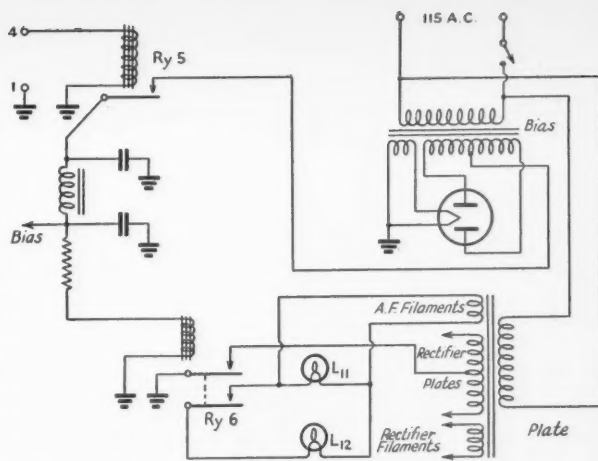 4
Ry 5
1
115 A.C.
Bias
Bias
A.F. Filaments
Rectifier
Plates
Rectifier
Filaments
Plate
L11
Ry 6
L12